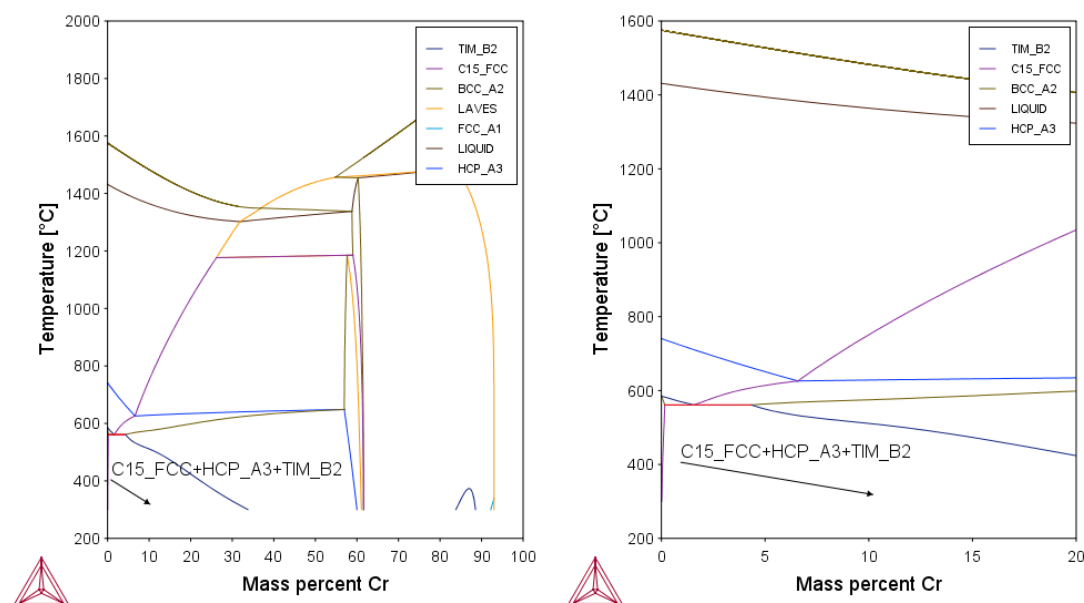 2000
1800
1600
1400
1200
1000
800
600
400
200
Temperature [°C]
TIM_B2
C15_FCC
BCC_A2
LAVES
FCC_A1
LIQUID
HCP_A3
C15_FCC+HCP_A3+TIM_B2
0 10 20 30 40 50 60 70 80 90 100
Mass percent Cr
1600
1400
1200
1000
800
600
400
200
Temperature [°C]
TIM_B2
C15_FCC
BCC_A2
LIQUID
HCP_A3
C15_FCC+HCP_A3+TIM_B2
0 5 10 15 20
Mass percent Cr